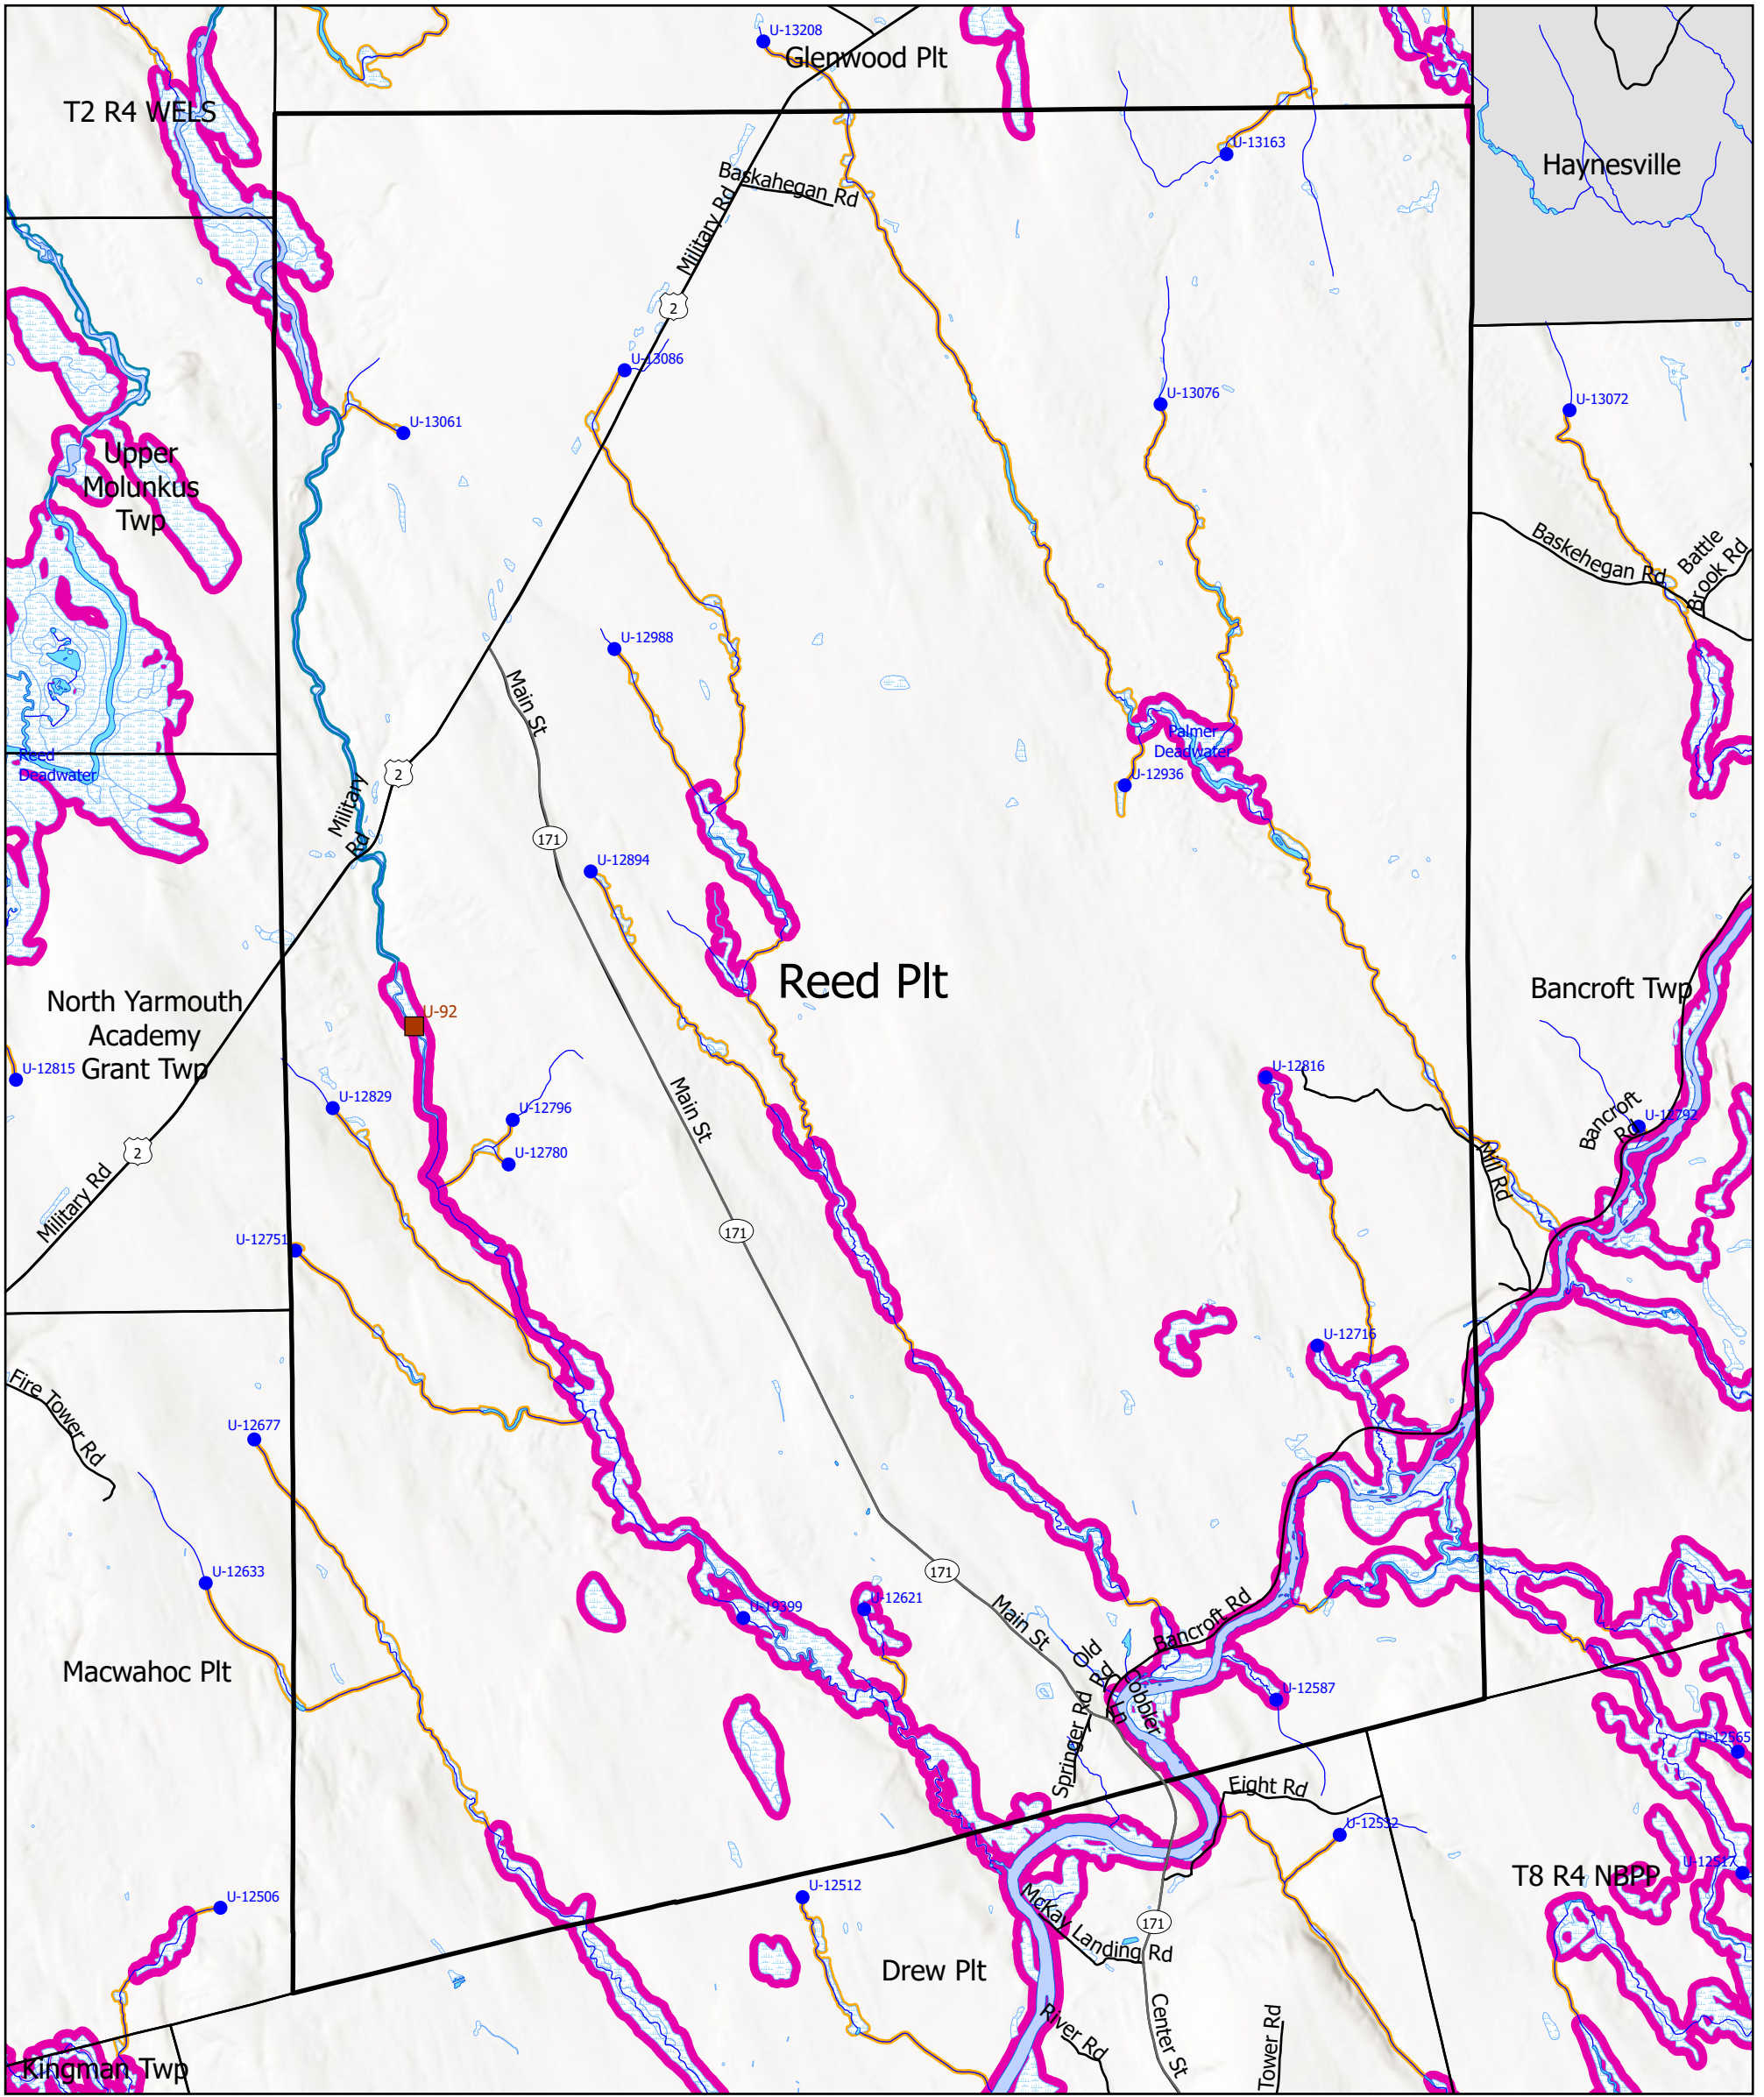 U-13208
Glenwood Plt
T2 R4 WELS
U-13163
Haynesville
Baskahegan Rd
Military Rd
2
U-13086
U-13076
U-13072
U-13061
Upper
Molunkus
Twp
Baskehegan Rd
Battle
Brook Rd
U-12988
Main St
Palmer
Deadwater
Reed
Deadwater
2
U-12936
Military
Rd
171
U-12894
Reed Plt
Bancroft Twp
North Yarmouth
Academy
Grant Twp
U-92
U-12815
U-12816
U-12829
U-12796
Main St
Bancroft
Rd
U-12792
2
U-12780
Mill Rd
Military Rd
U-12751
171
U-12716
Fire Tower Rd
U-12677
171
U-12633
U-12621
U-19399
Main St
Bancroft Rd
Old
Rd
Macwahoc Plt
Cobbler
Ln
U-12587
Springer Rd
U-12565
Eight Rd
U-12532
U-12517
T8 R4 NBPP
U-12506
U-12512
McKay Landing Rd
171
Drew Plt
River Rd
Center St
Tower Rd
Kingman Twp